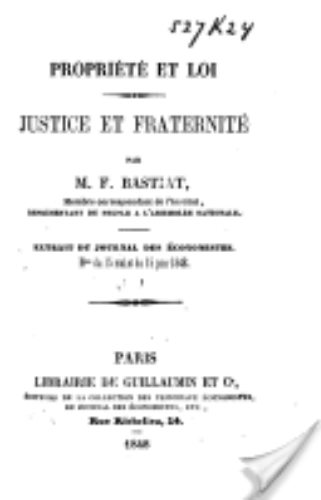 527K24
PROPRIÉTÉ ET LOI
JUSTICE ET FRATERNITÉ
PAR
M. F. BASTIAT,
Membre correspondant de l'Institut,
REPRÉSENTANT DU PEUPLE A L'ASSEMBLÉE NATIONALE.
EXTRAIT DU JOURNAL DES ÉCONOMISTES.
Nos du 15 mai et du 15 juin 1848.
PARIS
LIBRAIRIE DE GUILLAUMIN ET Cie,
ÉDITEURS DE LA COLLECTION DES PRINCIPAUX ÉCONOMISTES,
DU JOURNAL DES ÉCONOMISTES, ETC.,
Rue Richelieu, 14.
1848